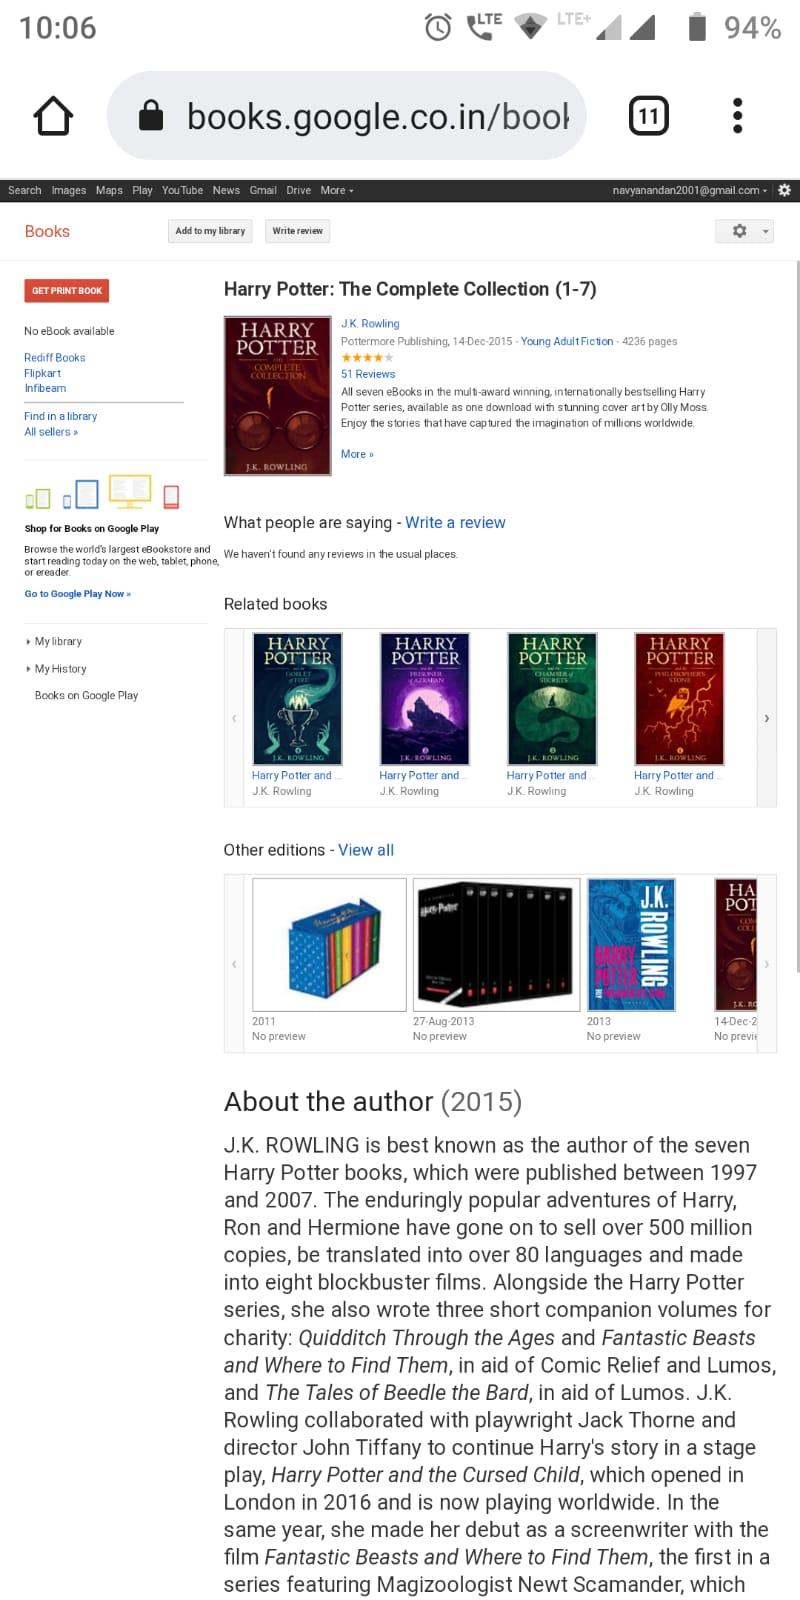 10:06
LTE
LTE+
94%
books.google.co.in/book
11
Search Images Maps Play YouTube News Gmail Drive More
navyanandan2001@gmail.com
Books
Add to my library
Write review
GET PRINT BOOK
No eBook available
Rediff Books
Flipkart
Infibeam
Find in a library
All sellers »
Shop for Books on Google Play
Browse the world's largest eBookstore and
start reading today on the web, tablet, phone,
or ereader.
Go to Google Play Now »
My library
My History
Books on Google Play
Harry Potter: The Complete Collection (1-7)
HARRY
POTTER
THE
COMPLETE
COLLECTION
J.K. ROWLING
J.K. Rowling
Pottermore Publishing, 14-Dec-2015 - Young Adult Fiction - 4236 pages
51 Reviews
All seven eBooks in the multi-award winning, internationally bestselling Harry
Potter series, available as one download with stunning cover art by Olly Moss.
Enjoy the stories that have captured the imagination of millions worldwide.
More »
What people are saying - Write a review
We haven't found any reviews in the usual places.
Related books
HARRY
POTTER
and the
GOBLET
of FIRE
4
J.K. ROWLING
Harry Potter and ...
J.K. Rowling
HARRY
POTTER
and the
PRISONER
of AZKABAN
3
J.K. ROWLING
Harry Potter and ...
J.K. Rowling
HARRY
POTTER
and the
CHAMBER of
SECRETS
2
J.K. ROWLING
Harry Potter and ...
J.K. Rowling
HARRY
POTTER
and the
PHILOSOPHER'S
STONE
J.K. ROWLING
Harry Potter and ...
J.K. Rowling
Other editions - View all
Harry Potter
2011
No preview
Harry Potter
27-Aug-2013
No preview
J.K.
ROWLING
HARRY
POTTER
2013
No preview
HA
POT
COM
COLL
J.K. RO
14-Dec-2
No previe
About the author (2015)
J.K. ROWLING is best known as the author of the seven
Harry Potter books, which were published between 1997
and 2007. The enduringly popular adventures of Harry,
Ron and Hermione have gone on to sell over 500 million
copies, be translated into over 80 languages and made
into eight blockbuster films. Alongside the Harry Potter
series, she also wrote three short companion volumes for
charity: Quidditch Through the Ages and Fantastic Beasts
and Where to Find Them, in aid of Comic Relief and Lumos,
and The Tales of Beedle the Bard, in aid of Lumos. J.K.
Rowling collaborated with playwright Jack Thorne and
director John Tiffany to continue Harry's story in a stage
play, Harry Potter and the Cursed Child, which opened in
London in 2016 and is now playing worldwide. In the
same year, she made her debut as a screenwriter with the
film Fantastic Beasts and Where to Find Them, the first in a
series featuring Magizoologist Newt Scamander, which